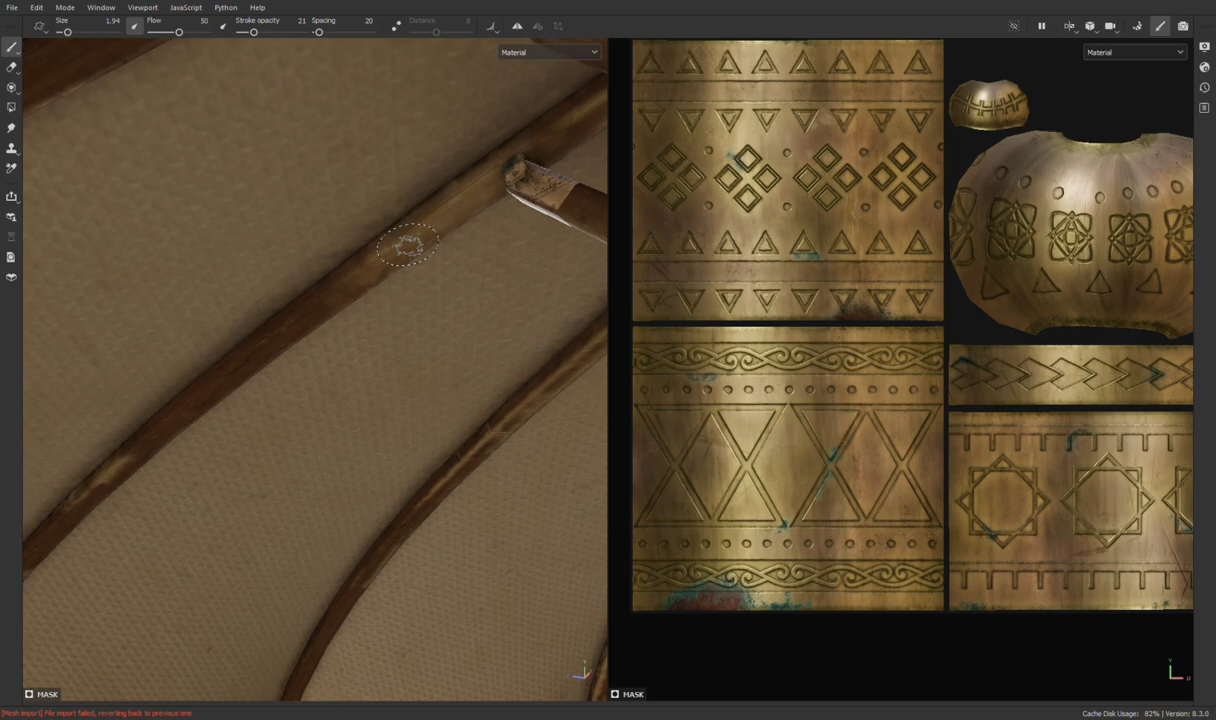 File Edit Mode Window Viewport JavaScript Python Help
Size 1.94 Flow 50 Stroke opacity 21 Spacing 20 Distance 8
Material
Material
MASK
MASK
[Mesh import] File import failed, reverting back to previous one
Cache Disk Usage: 82% | Version: 8.3.0